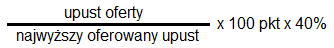 upust oferty
najwyższy oferowany upust
x 100 pkt x 40%